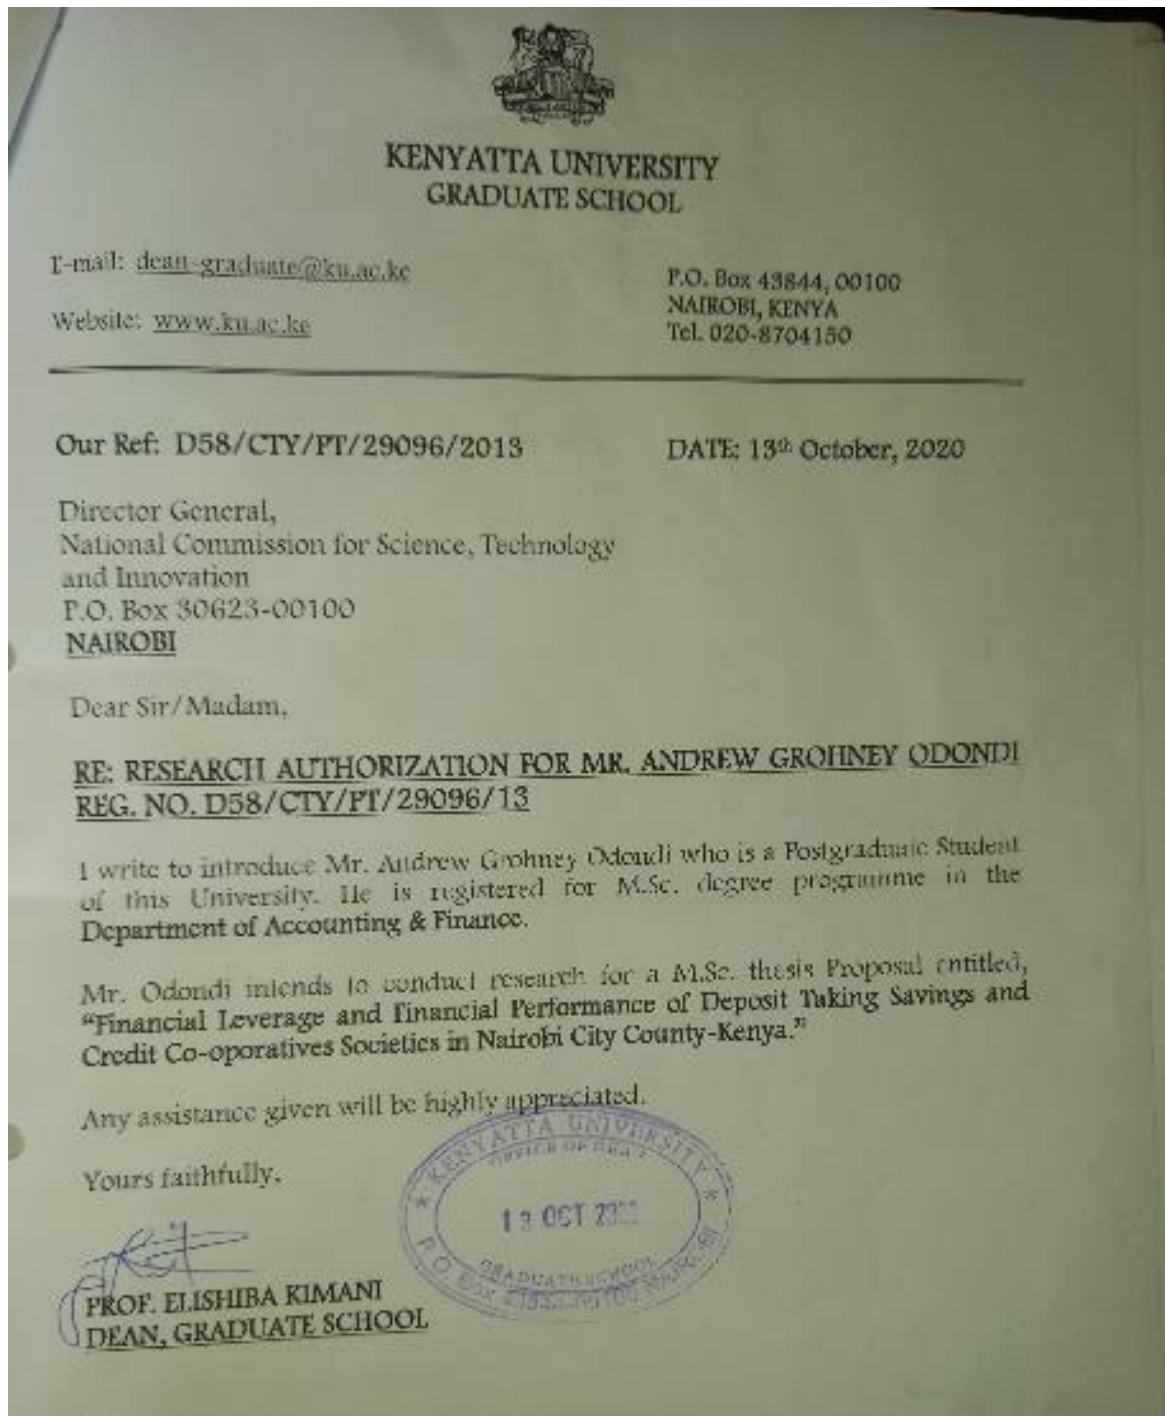 KENYATTA UNIVERSITY
GRADUATE SCHOOL
E-mail: dean-graduate@ku.ac.ke
P.O. Box 43844, 00100
NAIROBI, KENYA
Website: www.ku.ac.ke
Tel. 020-8704150
Our Ref: D58/CTY/PT/29096/2013
DATE: 13th October, 2020
Director General,
National Commission for Science, Technology
and Innovation
P.O. Box 30623-00100
NAIROBI
Dear Sir/Madam,
RE: RESEARCH AUTHORIZATION FOR MR. ANDREW GROHNEY ODONDI
REG. NO. D58/CTY/PT/29096/13
I write to introduce Mr. Andrew Grohney Odondi who is a Postgraduate Student
of this University. He is registered for M.Sc. degree programme in the
Department of Accounting & Finance.
Mr. Odondi intends to conduct research for a M.Sc. thesis Proposal entitled,
“Financial Leverage and Financial Performance of Deposit Taking Savings and
Credit Co-oporatives Societies in Nairobi City County-Kenya.”
Any assistance given will be highly appreciated.
Yours faithfully,
KENYATTA UNIVERSITY
OFFICE OF
OCT
GRADUATE SCHOOL
P.O. Box
PROF. ELISHIBA KIMANI
DEAN, GRADUATE SCHOOL